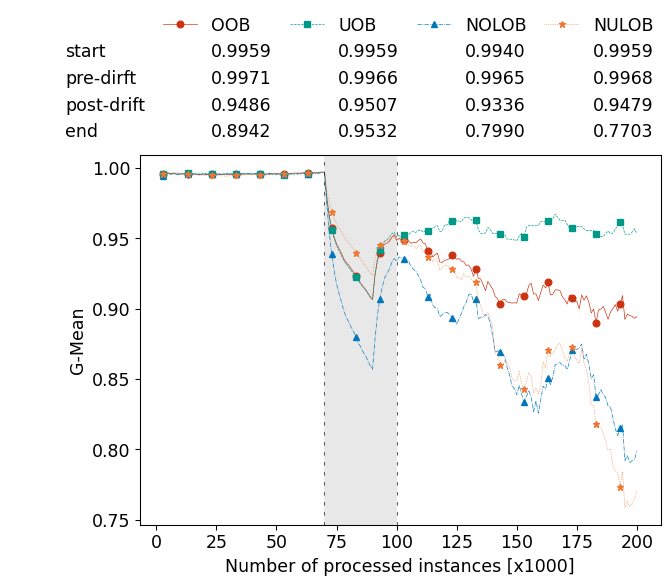 OOB UOB NOLOB NULOB
start 0.9959 0.9959 0.9940 0.9959
pre-dirft 0.9971 0.9966 0.9965 0.9968
post-drift 0.9486 0.9507 0.9336 0.9479
end 0.8942 0.9532 0.7990 0.7703
1.00
0.95
0.90
0.85
0.80
0.75
G-Mean
0 25 50 75 100 125 150 175 200
Number of processed instances [x1000]